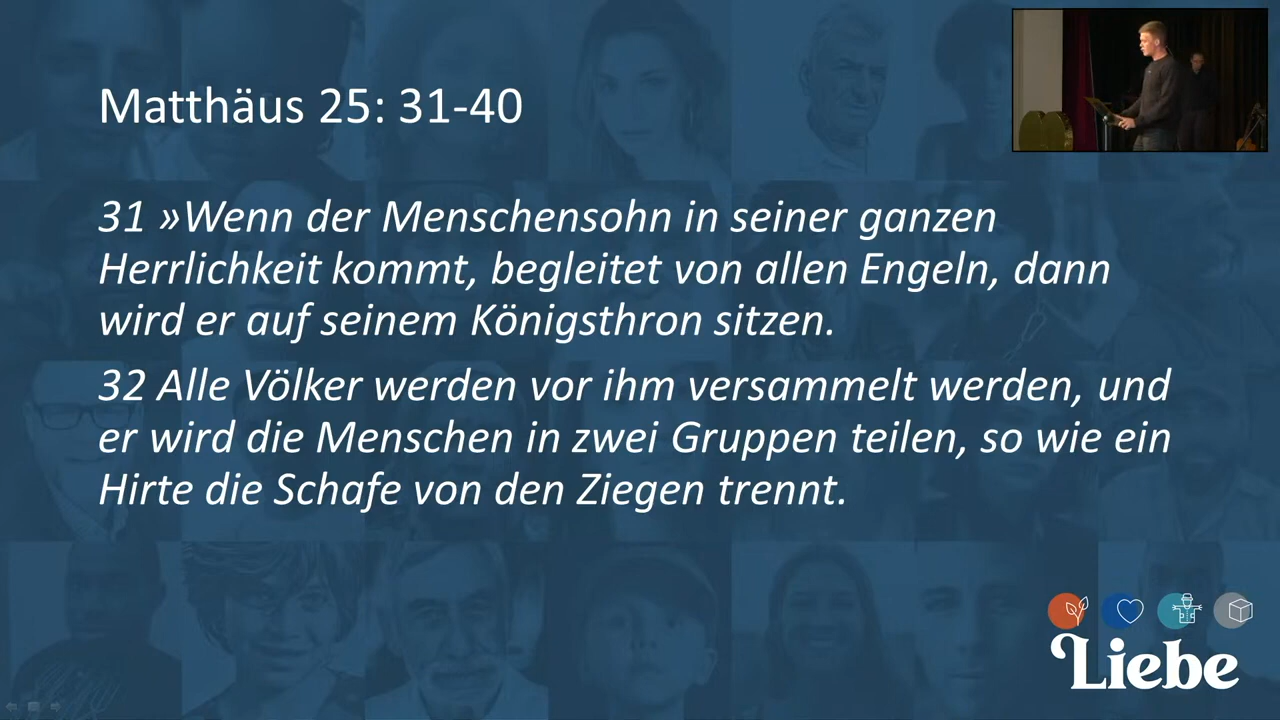 Matthäus 25: 31-40
31 »Wenn der Menschensohn in seiner ganzen
Herrlichkeit kommt, begleitet von allen Engeln, dann
wird er auf seinem Königsthron sitzen.
32 Alle Völker werden vor ihm versammelt werden, und
er wird die Menschen in zwei Gruppen teilen, so wie ein
Hirte die Schafe von den Ziegen trennt.
Liebe